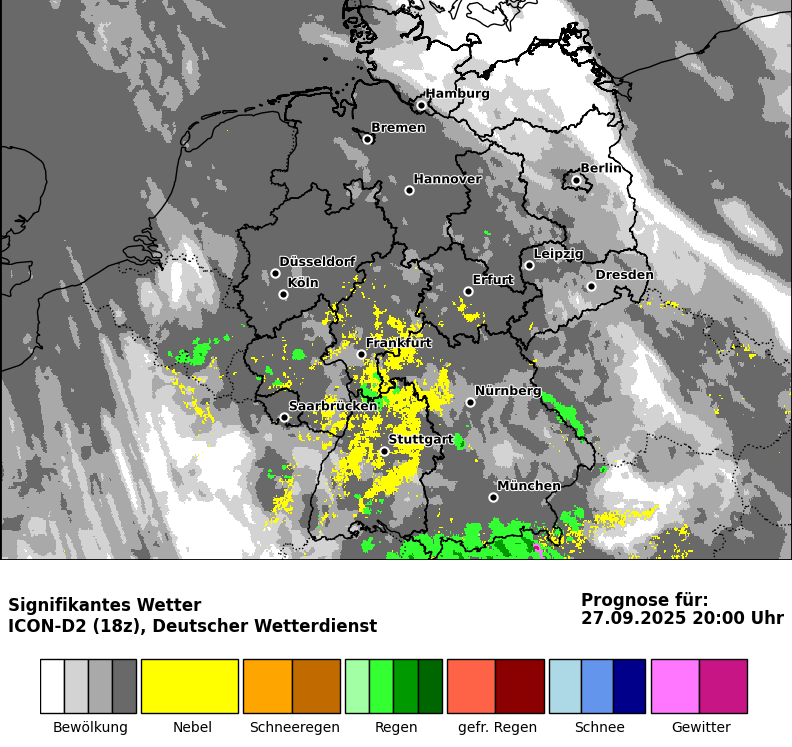 Hamburg
Bremen
Berlin
Hannover
Leipzig
Düsseldorf
Köln
Erfurt
Dresden
Frankfurt
Nürnberg
Saarbrücken
Stuttgart
München
Signifikantes Wetter
ICON-D2 (18z), Deutscher Wetterdienst
Prognose für:
27.09.2025 20:00 Uhr
Bewölkung Nebel Schneeregen Regen gefr. Regen Schnee Gewitter